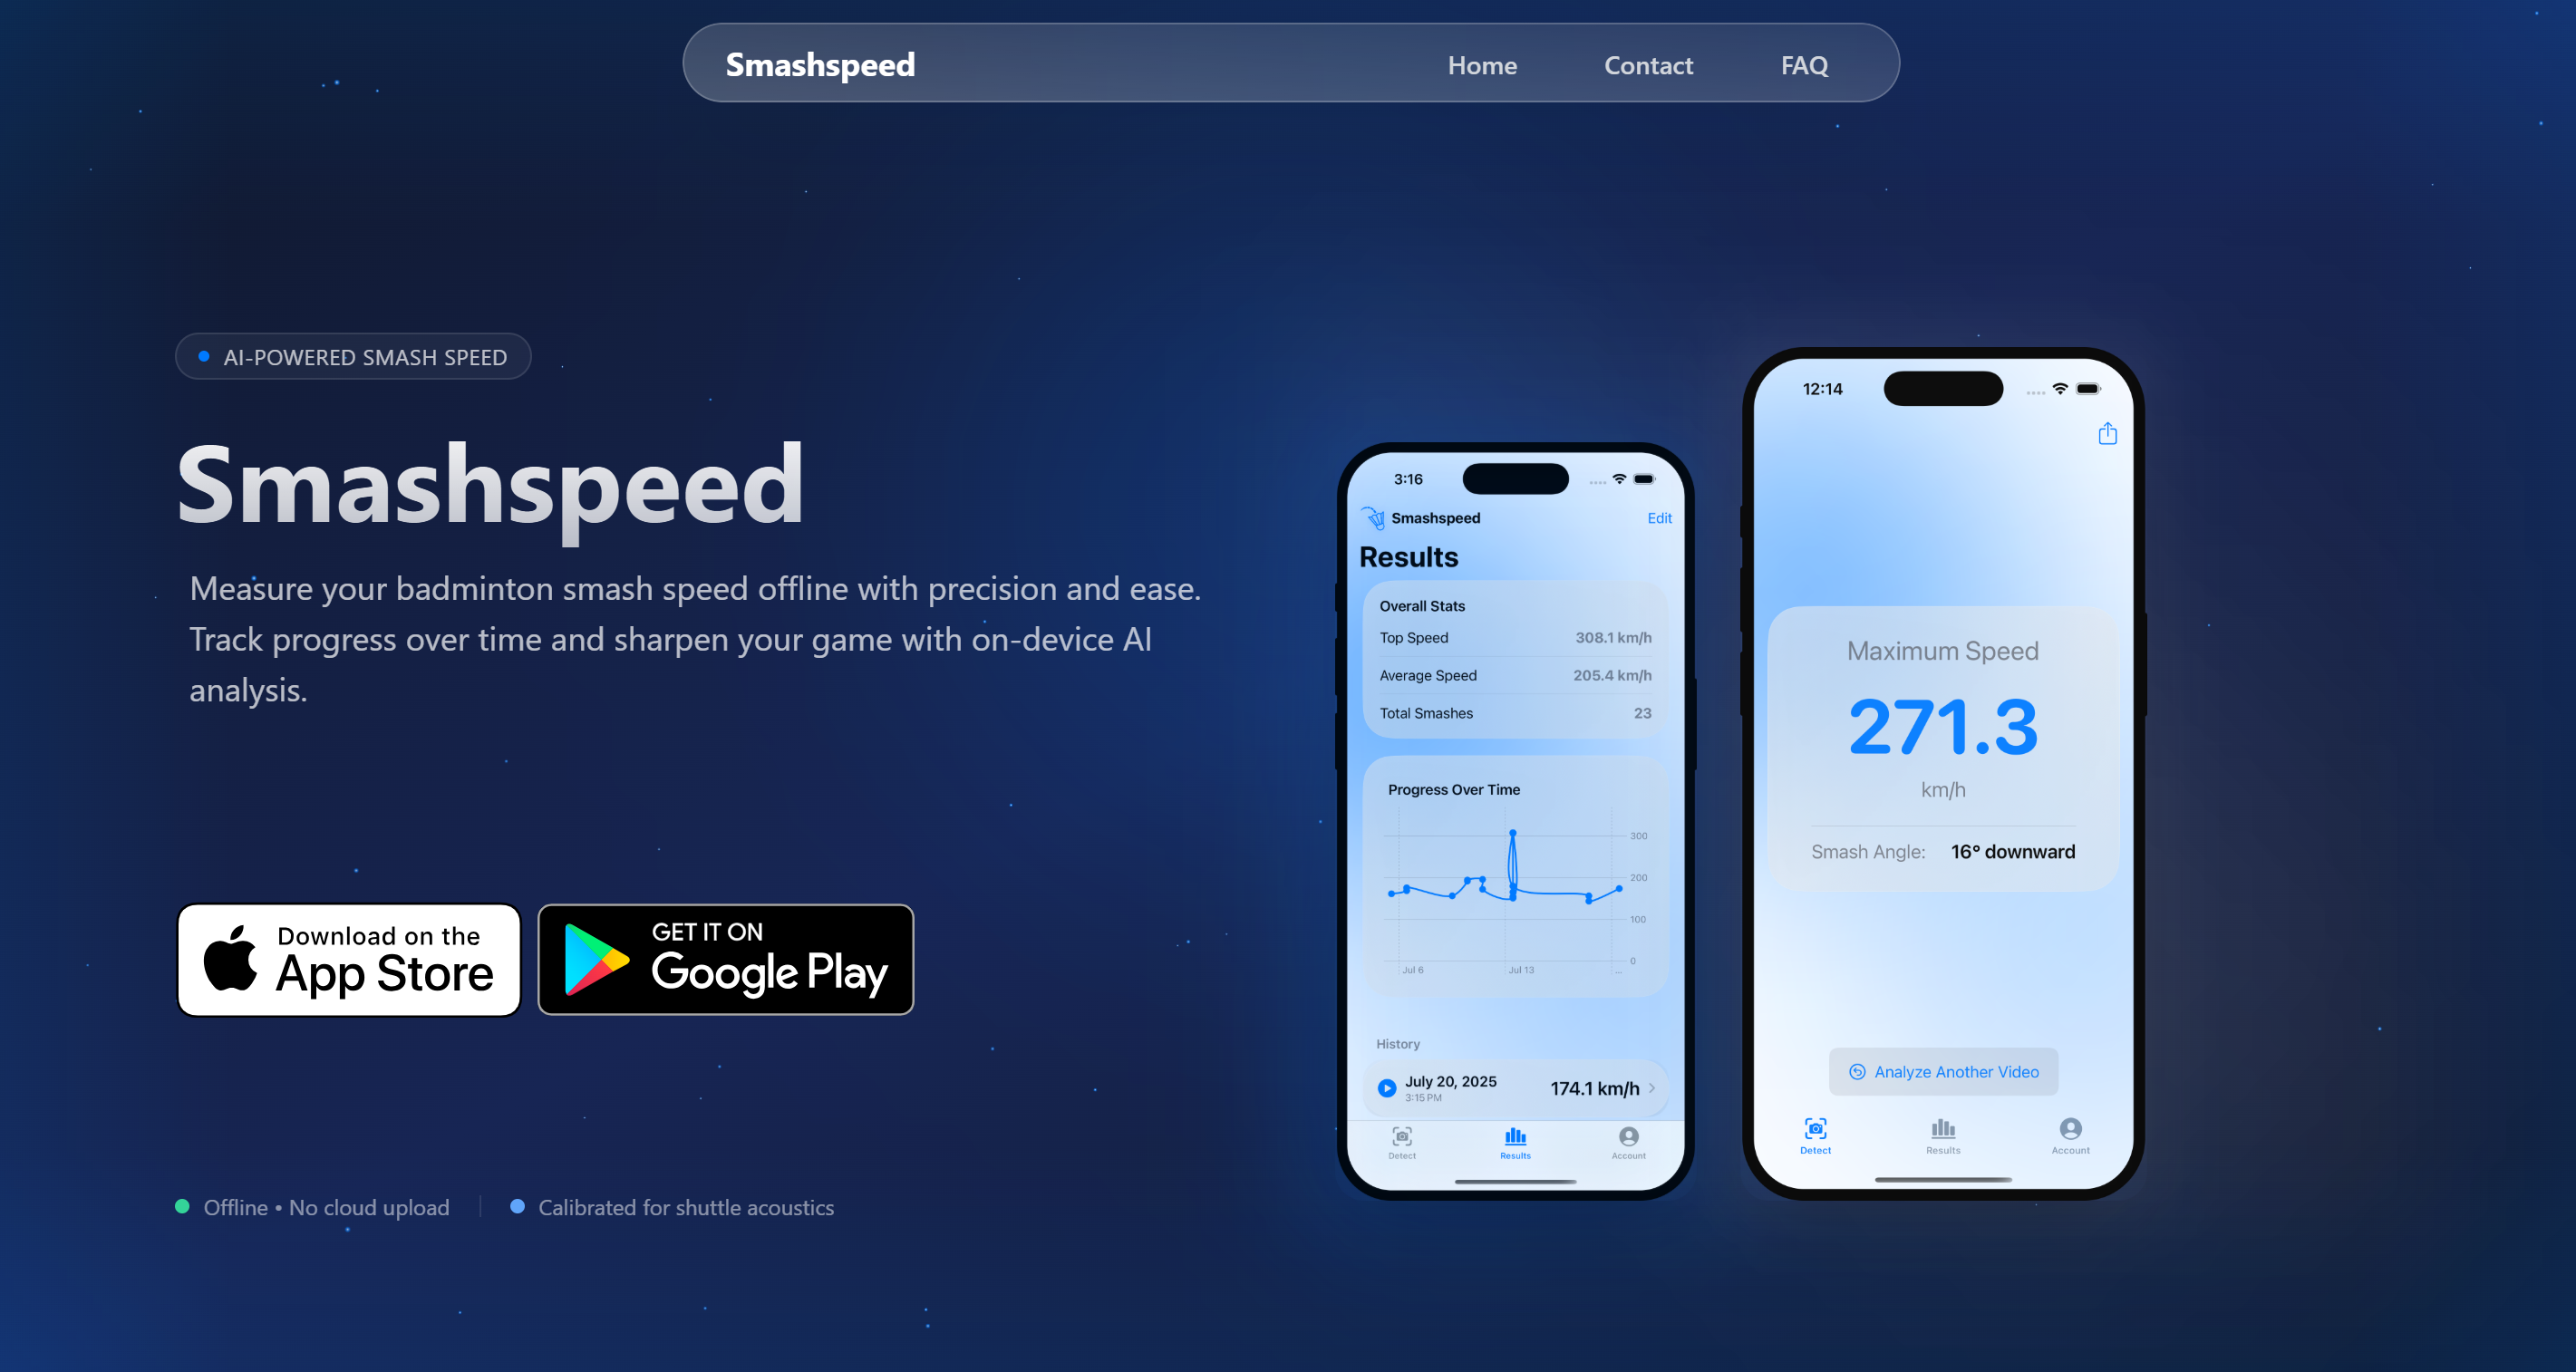 Smashspeed
Home
Contact
FAQ
AI-POWERED SMASH SPEED
Smashspeed
Measure your badminton smash speed offline with precision and ease.
Track progress over time and sharpen your game with on-device AI
analysis.
Download on the
App Store
GET IT ON
Google Play
Offline • No cloud upload
Calibrated for shuttle acoustics
3:16
Smashspeed
Edit
Results
Overall Stats
Top Speed 308.1 km/h
Average Speed 205.4 km/h
Total Smashes 23
Progress Over Time
300
200
100
0
Jul 6
Jul 13
...
History
July 20, 2025
3:15 PM
174.1 km/h
Detect
Results
Account
12:14
Maximum Speed
271.3
km/h
Smash Angle: 16° downward
Analyze Another Video
Detect
Results
Account